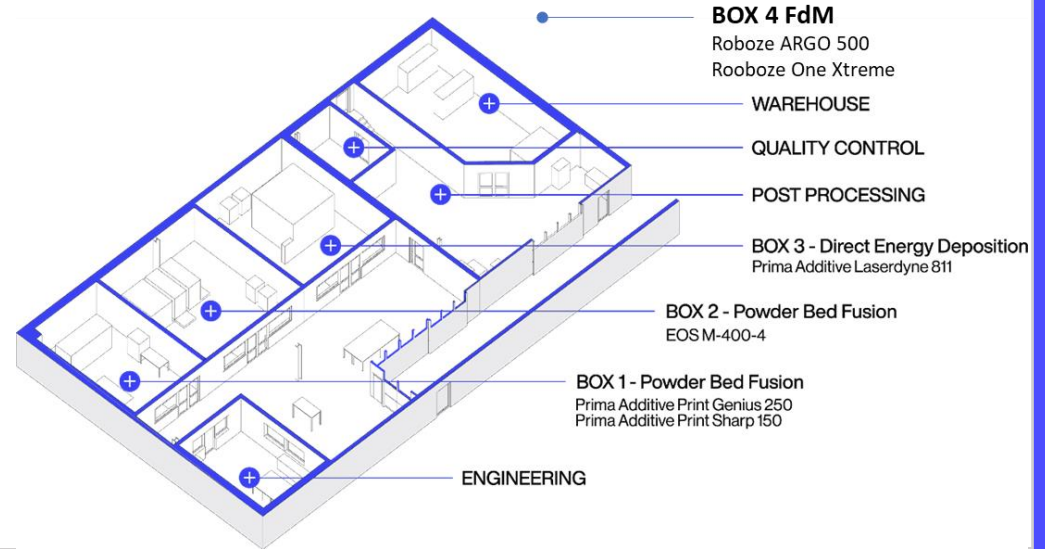 BOX 4 FdM
Roboze ARGO 500
Rooboze One Xtreme
WAREHOUSE
QUALITY CONTROL
POST PROCESSING
BOX 3 - Direct Energy Deposition
Prima Additive Laserdyne 811
BOX 2 - Powder Bed Fusion
EOS M-400-4
BOX 1 - Powder Bed Fusion
Prima Additive Print Genius 250
Prima Additive Print Sharp 150
ENGINEERING